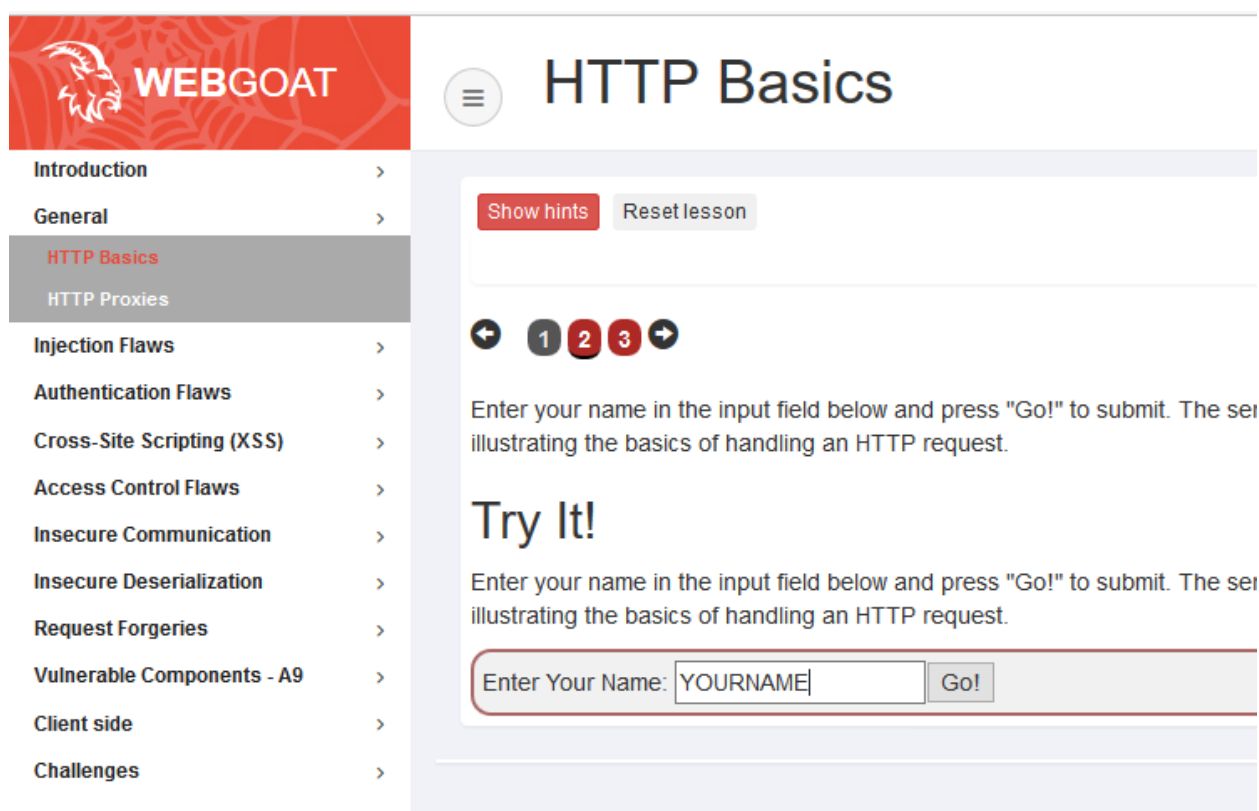 WEBGOAT
HTTP Basics
Introduction
General
HTTP Basics
HTTP Proxies
Injection Flaws
Authentication Flaws
Cross-Site Scripting (XSS)
Access Control Flaws
Insecure Communication
Insecure Deserialization
Request Forgeries
Vulnerable Components - A9
Client side
Challenges
Show hints Reset lesson
1 2 3
Enter your name in the input field below and press "Go!" to submit. The
illustrating the basics of handling an HTTP request.
Try It!
Enter your name in the input field below and press "Go!" to submit. The
illustrating the basics of handling an HTTP request.
Enter Your Name: YOURNAME Go!